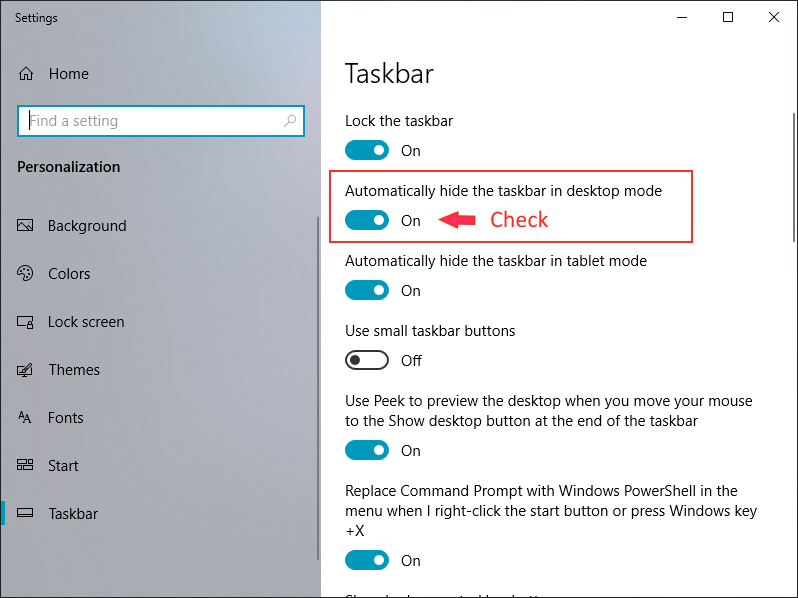 Settings
Home
Find a setting
Personalization
Background
Colors
Lock screen
Themes
Fonts
Start
Taskbar
Taskbar
Lock the taskbar
On
Automatically hide the taskbar in desktop mode
On
Check
Automatically hide the taskbar in tablet mode
On
Use small taskbar buttons
Off
Use Peek to preview the desktop when you move your mouse
to the Show desktop button at the end of the taskbar
On
Replace Command Prompt with Windows PowerShell in the
menu when I right-click the start button or press Windows key
+X
On